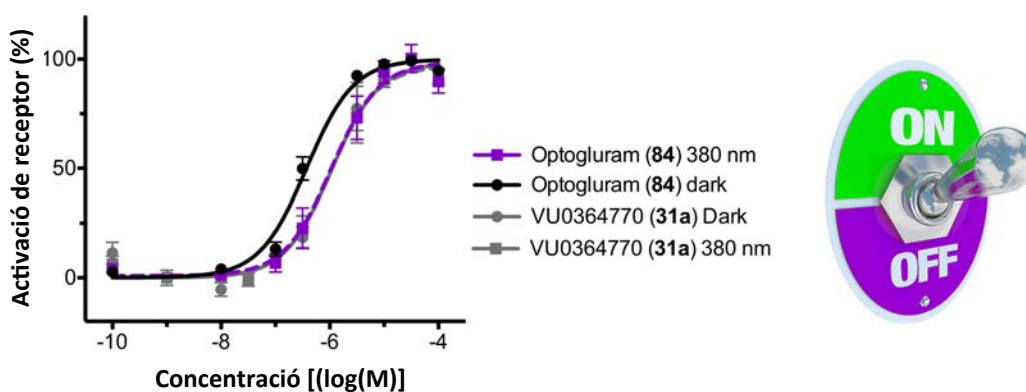 Activació de receptor (%)
100
50
0
-10
-8
-6
-4
Concentració [(log(M)]
Optogluram (84) 380 nm
Optogluram (84) dark
VU0364770 (31a) Dark
VU0364770 (31a) 380 nm
ON
OFF